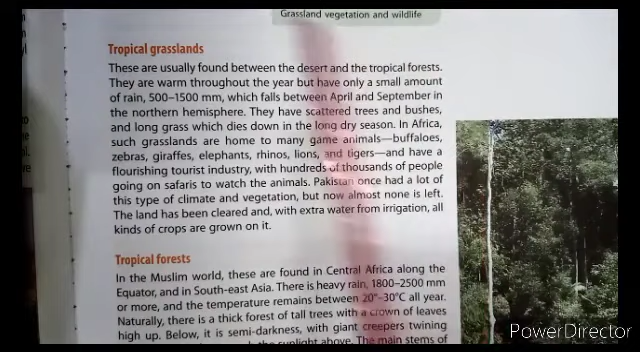 Grassland vegetation and wildlife
Tropical grasslands
These are usually found between the desert and the tropical forests.
They are warm throughout the year but have only a small amount
of rain, 500–1500 mm, which falls between April and September in
the northern hemisphere. They have scattered trees and bushes,
and long grass which dies down in the long dry season. In Africa,
such grasslands are home to many game animals—buffaloes,
zebras, giraffes, elephants, rhinos, lions, and tigers—and have a
flourishing tourist industry, with hundreds of thousands of people
going on safaris to watch the animals. Pakistan once had a lot of
this type of climate and vegetation, but now almost none is left.
The land has been cleared and, with extra water from irrigation, all
kinds of crops are grown on it.
Tropical forests
In the Muslim world, these are found in Central Africa along the
Equator, and in South-east Asia. There is heavy rain, 1800–2500 mm
or more, and the temperature remains between 20°–30°C all year.
Naturally, there is a thick forest of tall trees with a crown of leaves
high up. Below, it is semi-darkness, with giant creepers twining
sunlight above. The main stems of
PowerDirector